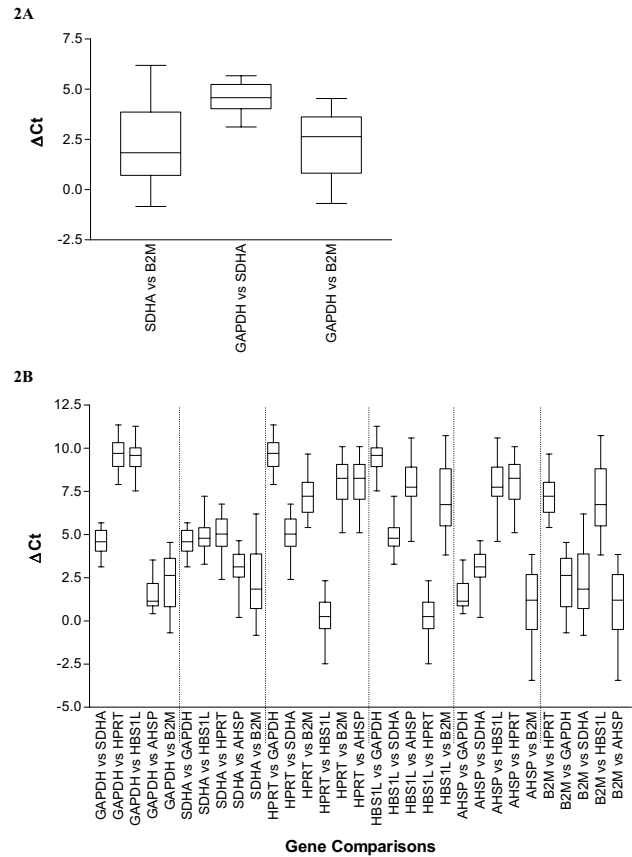 2A
7.5
5.0
2.5
0.0
-2.5
ΔCt
SDHA vs B2M
GAPDH vs SDHA
GAPDH vs B2M
2B
12.5
10.0
7.5
5.0
2.5
0.0
-2.5
-5.0
ΔCt
GAPDH vs SDHA
GAPDH vs HPRT
GAPDH vs HBS1L
GAPDH vs AHSP
GAPDH vs B2M
SDHA vs GAPDH
SDHA vs HBS1L
SDHA vs HPRT
SDHA vs AHSP
SDHA vs B2M
HPRT vs GAPDH
HPRT vs SDHA
HPRT vs B2M
HPRT vs HBS1L
HPRT vs B2M
HPRT vs AHSP
HBS1L vs GAPDH
HBS1L vs SDHA
HBS1L vs AHSP
HBS1L vs HPRT
HBS1L vs B2M
AHSP vs GAPDH
AHSP vs SDHA
AHSP vs HBS1L
AHSP vs HPRT
AHSP vs B2M
B2M vs HPRT
B2M vs GAPDH
B2M vs SDHA
B2M vs HBS1L
B2M vs AHSP
Gene Comparisons